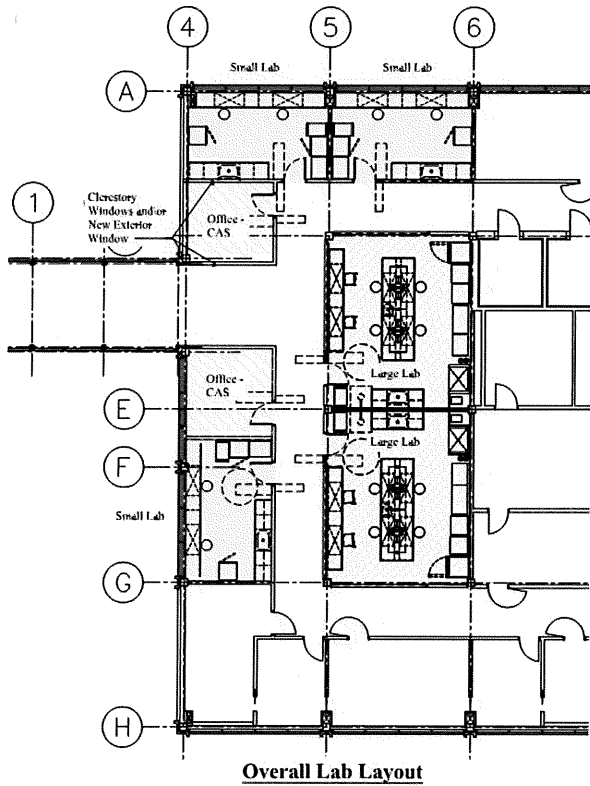 4
5
6
Small Lab
Small Lab
A
Clerestory
Windows and/or
New Exterior
Window
1
Office -
CAS
Large Lab
Office -
CAS
E
Large Lab
F
Small Lab
G
H
Overall Lab Layout